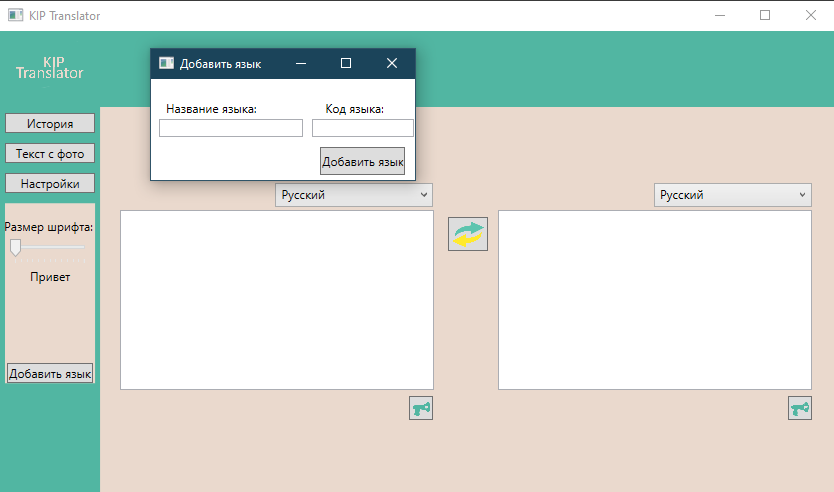 KIP Translator
KIP
Translator
Добавить язык
Название языка:
Код языка:
Добавить язык
История
Текст с фото
Настройки
Размер шрифта:
Привет
Добавить язык
Русский
Русский